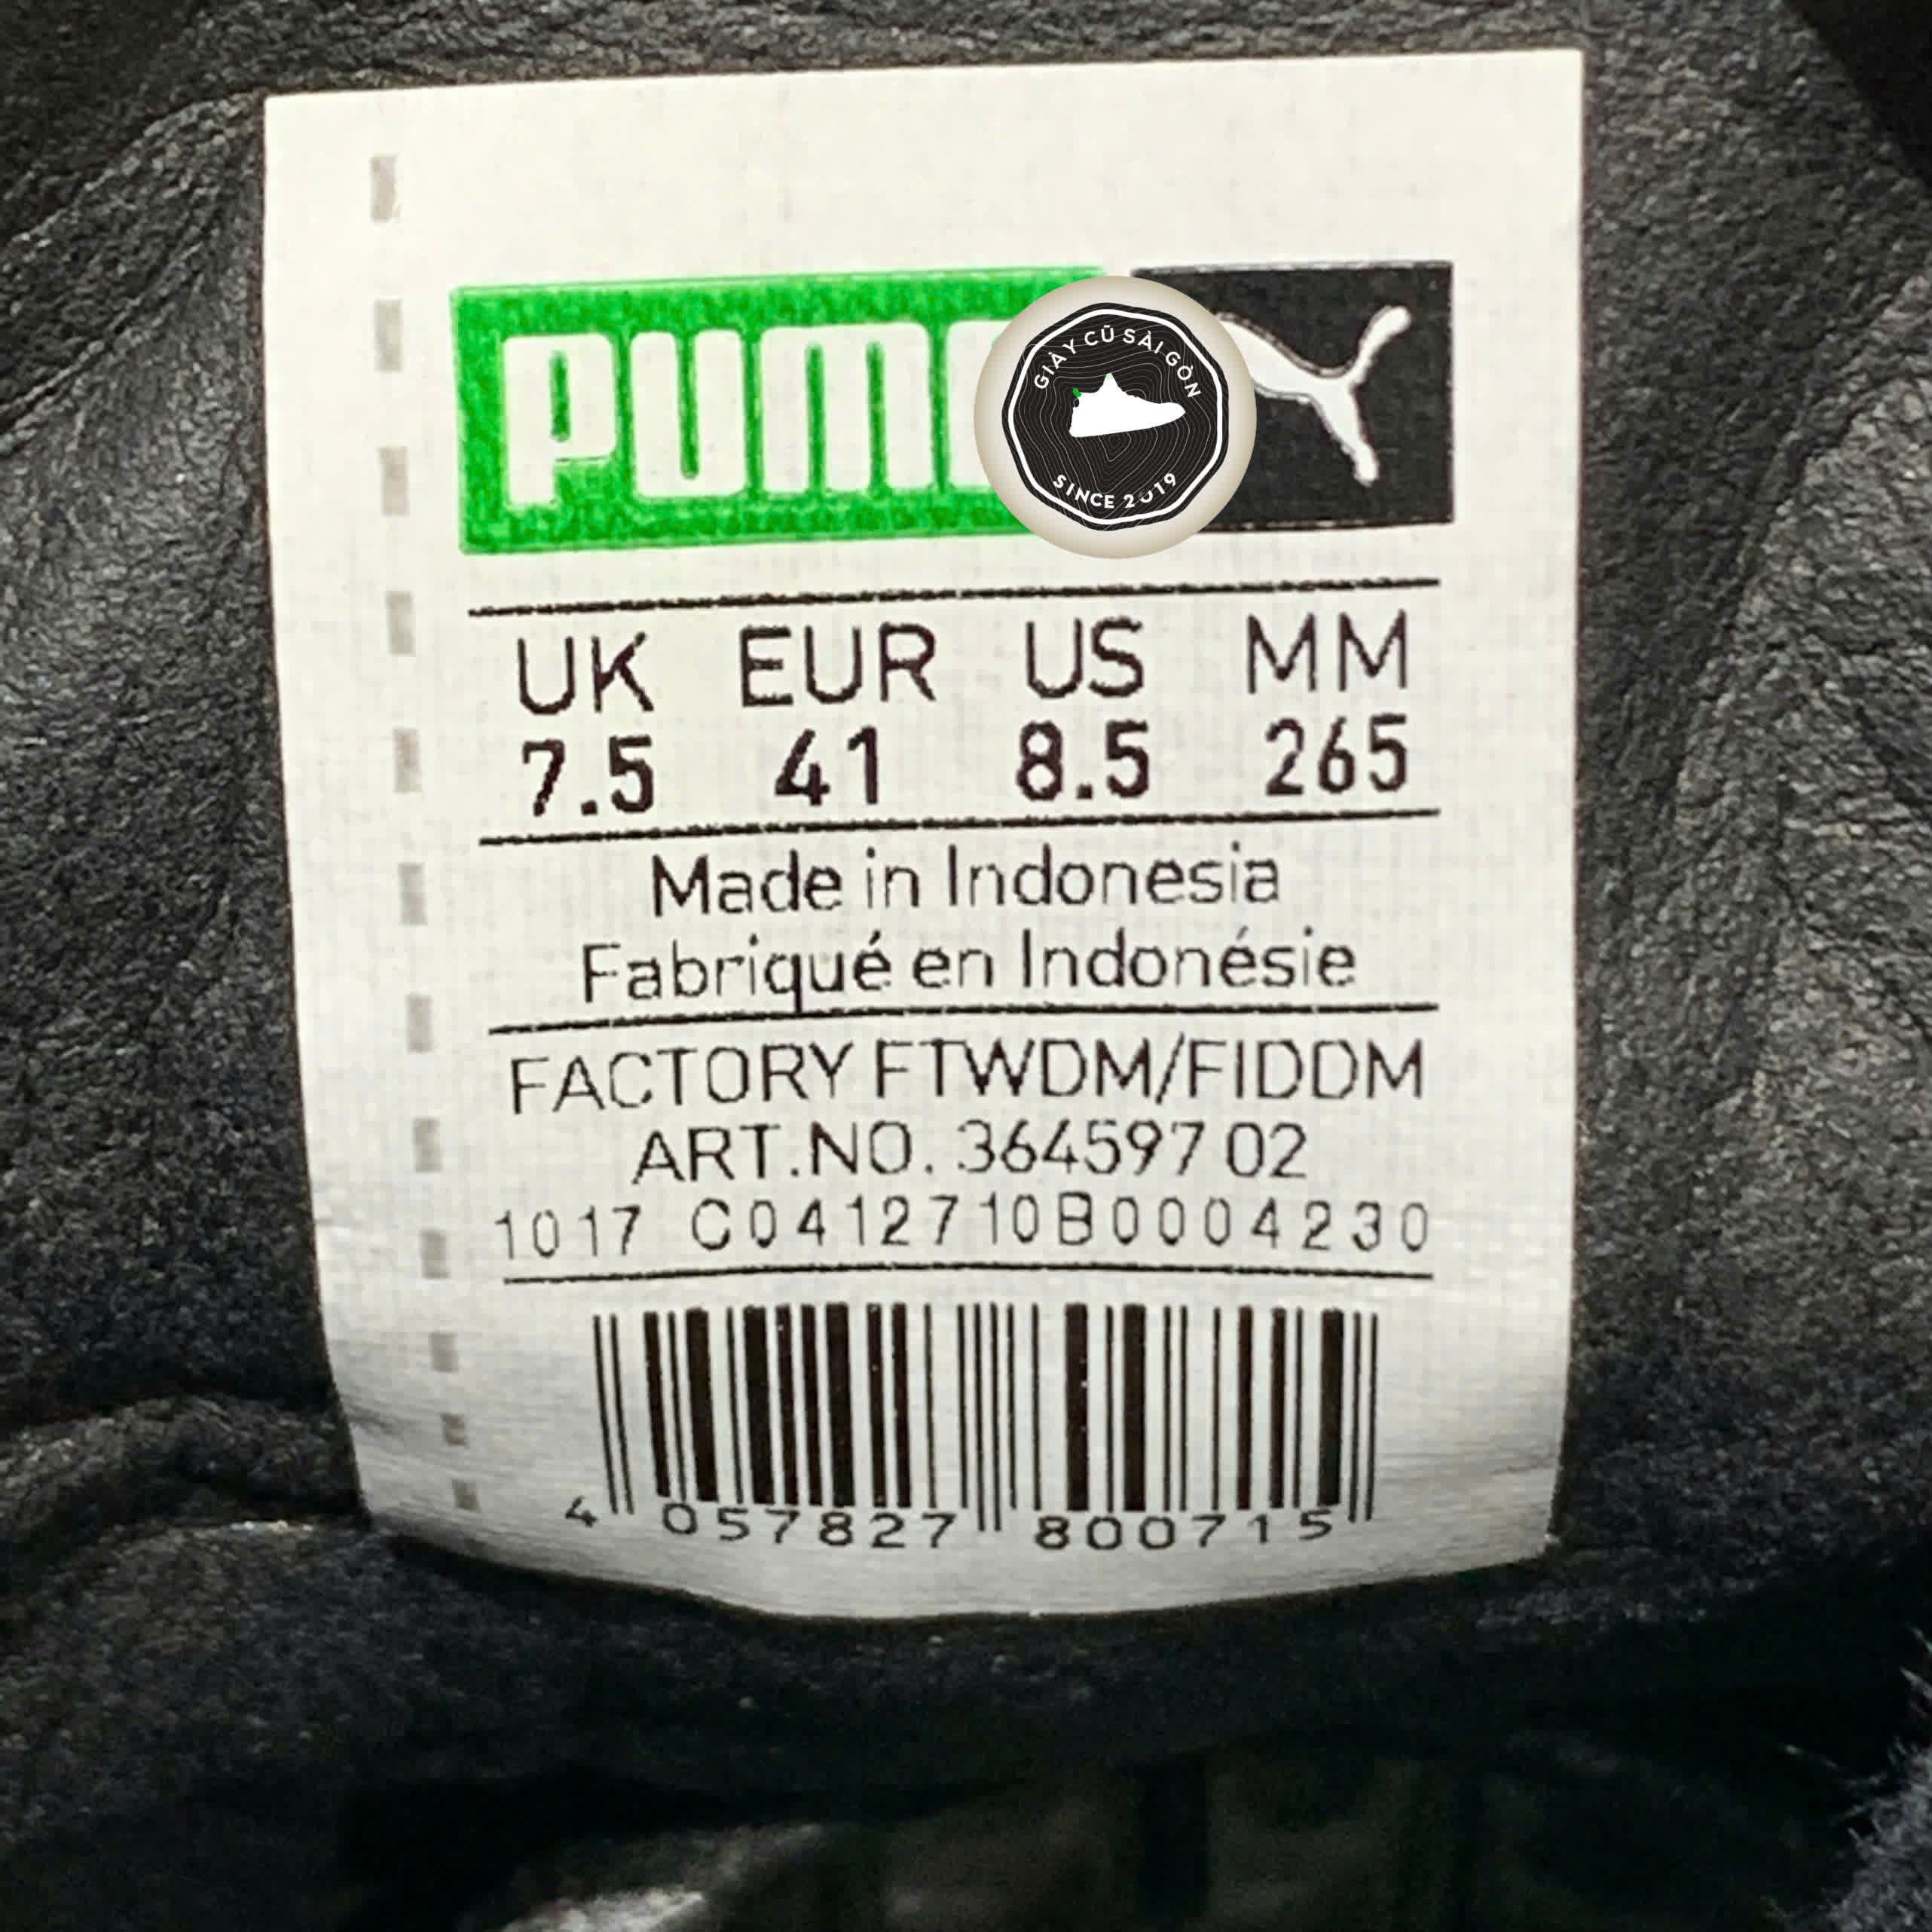 PUMA
GIÀY CŨ SÀI GÒN
SINCE 2019
UK EUR US MM
7.5 41 8.5 265
Made in Indonesia
Fabriqué en Indonésie
FACTORY FTWDM/FIDDM
ART.NO. 364597 02
1017 C0412710B0004230
4 057827 800715